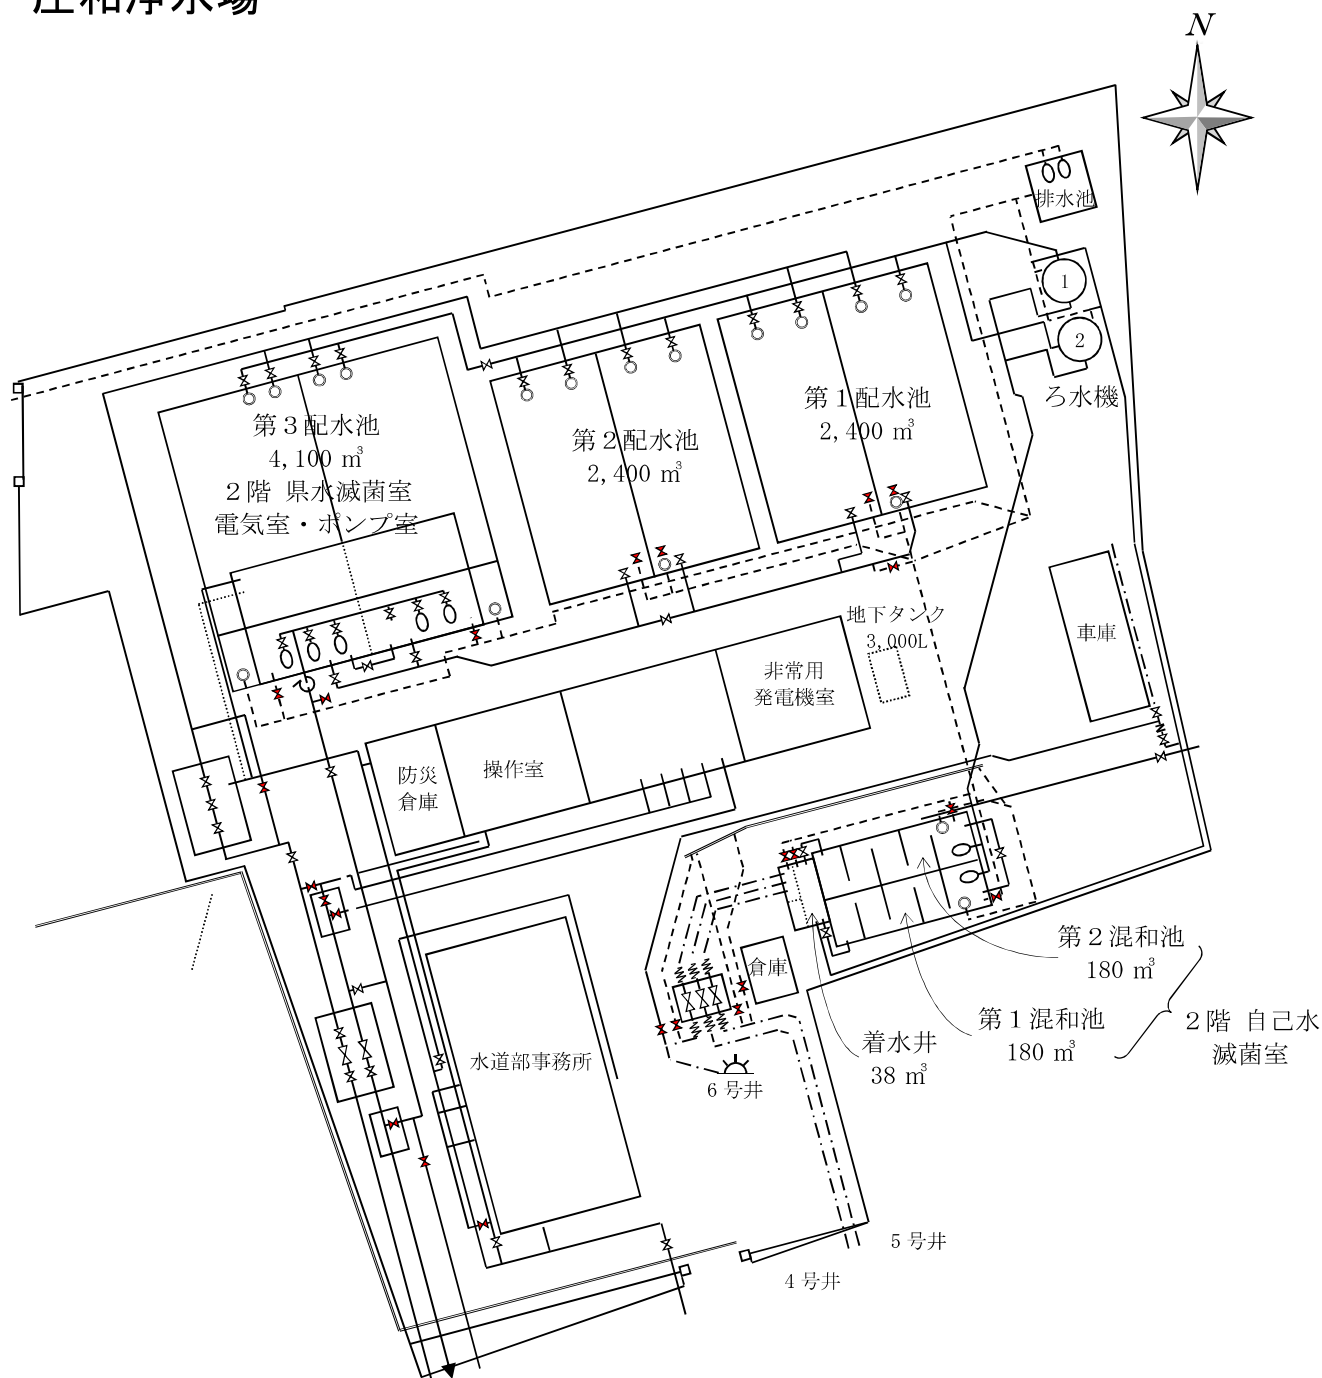 庄和浄水場
N
排水池
1
2
ろ水機
第１配水池
2,400 ㎥
第２配水池
2,400 ㎥
第３配水池
4,100 ㎥
２階 県水滅菌室
電気室・ポンプ室
地下タンク
3,000L
車庫
非常用
発電機室
操作室
防災
倉庫
倉庫
水道部事務所
第２混和池
180 ㎥
第１混和池
180 ㎥
２階 自己水
滅菌室
着水井
38 ㎥
6 号井
5 号井
4 号井